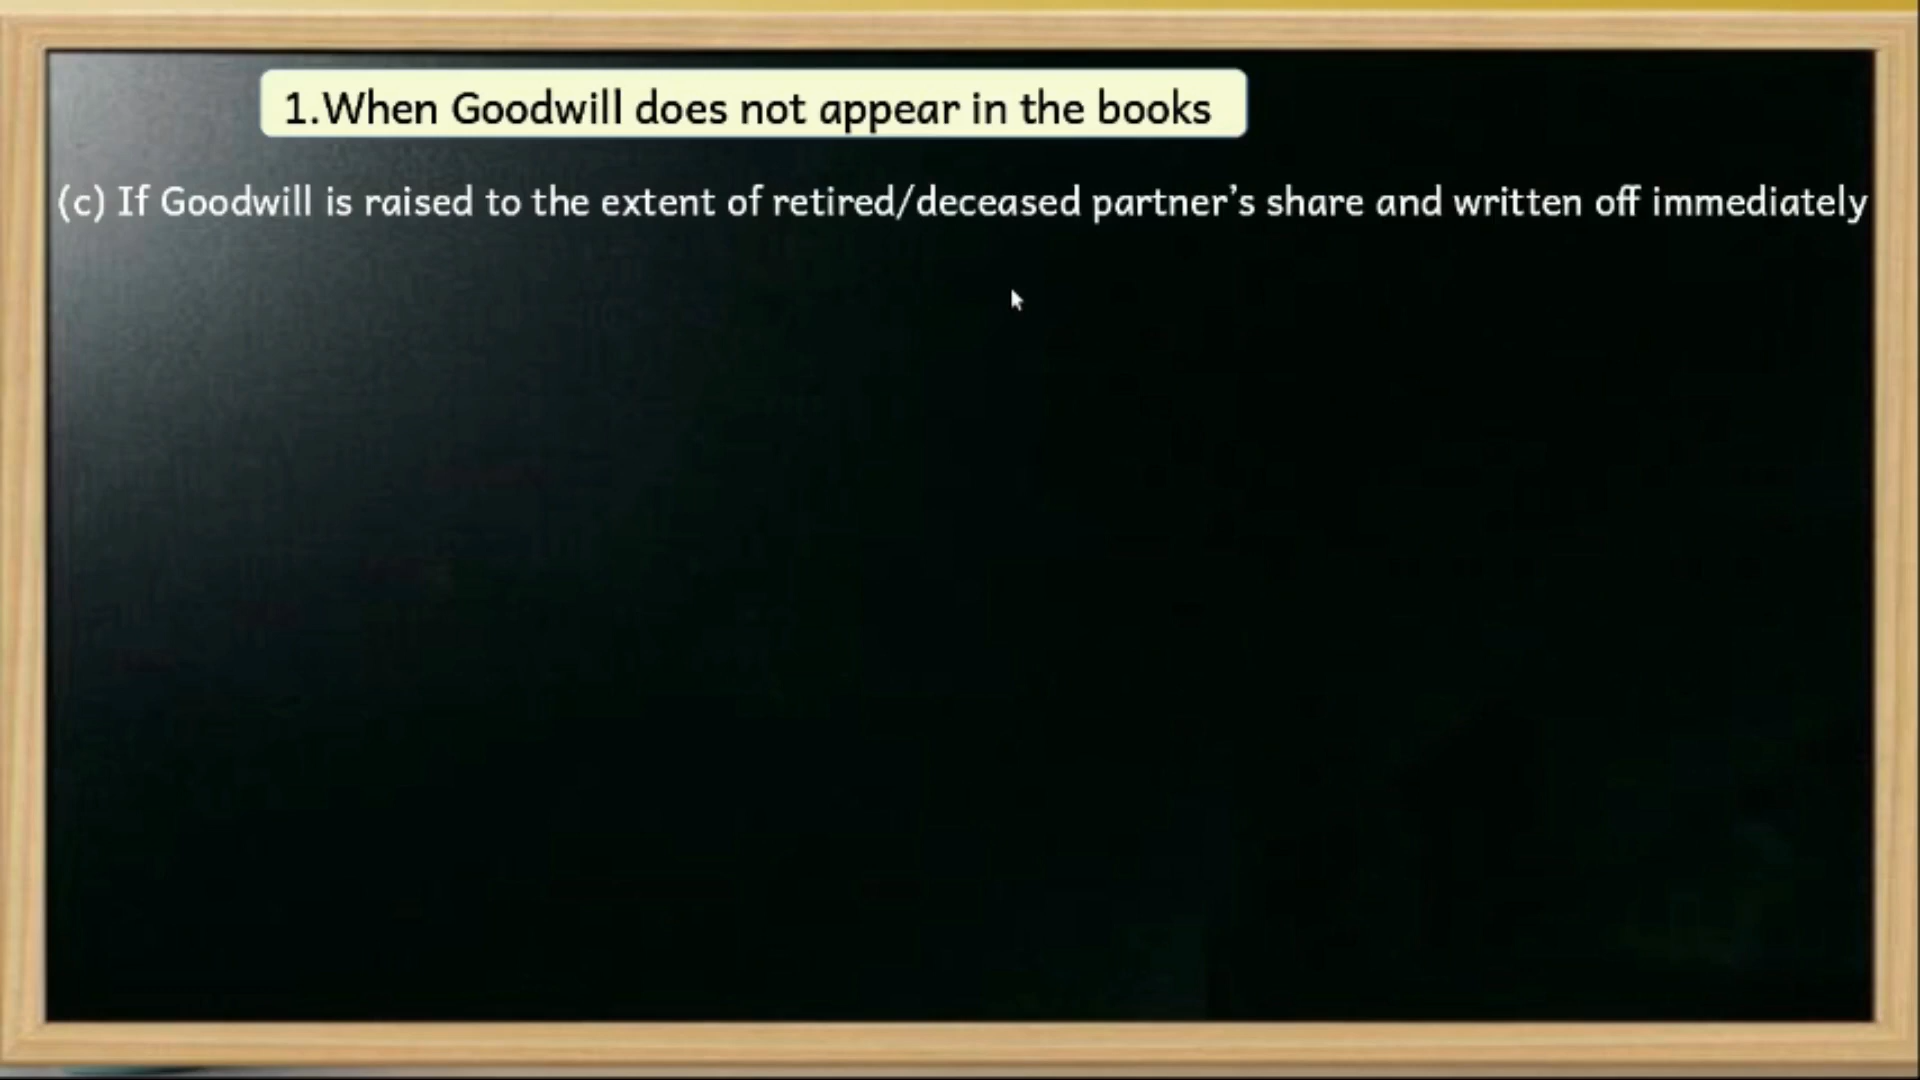 1.When Goodwill does not appear in the books
(c) If Goodwill is raised to the extent of retired/deceased partner’s share and written off immediately